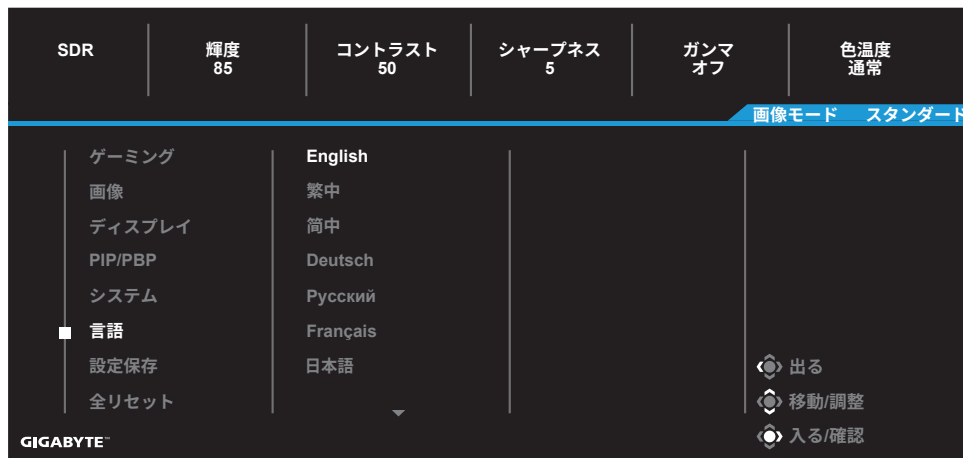 SDR
輝度
85
コントラスト
50
シャープネス
5
ガンマ
オフ
色温度
通常
画像モード スタンダード
ゲーミング
画像
ディスプレイ
PIP/PBP
システム
言語
設定保存
全リセット
English
繁中
简中
Deutsch
Русский
Français
日本語
出る
移動/調整
入る/確認
GIGABYTE™